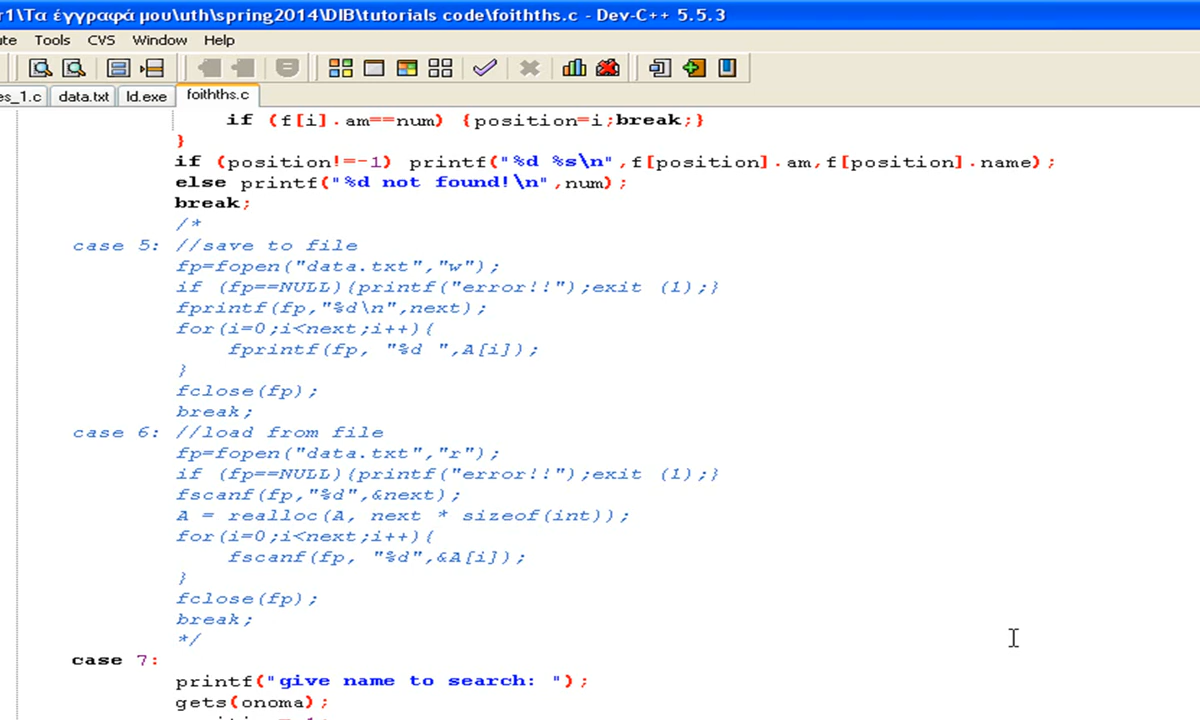 r1\Τα έγγραφά μου\uth\spring2014\DIB\tutorials code\foithths.c - Dev-C++ 5.5.3
Tools CVS Window Help
es_1.c data.txt ld.exe foithths.c
if (f[i].am==num) {position=i;break;}
}
if (position!=-1) printf("%d %s\n",f[position].am,f[position].name);
else printf("%d not found!\n",num);
break;
/*
case 5: //save to file
fp=fopen("data.txt","w");
if (fp==NULL){printf("error!!");exit (1);}
fprintf(fp,"%d\n",next);
for(i=0;i<next;i++){
fprintf(fp, "%d ",A[i]);
}
fclose(fp);
break;
case 6: //load from file
fp=fopen("data.txt","r");
if (fp==NULL){printf("error!!");exit (1);}
fscanf(fp,"%d",&next);
A = realloc(A, next * sizeof(int));
for(i=0;i<next;i++){
fscanf(fp, "%d",&A[i]);
}
fclose(fp);
break;
*/
case 7:
printf("give name to search: ");
gets(onoma);